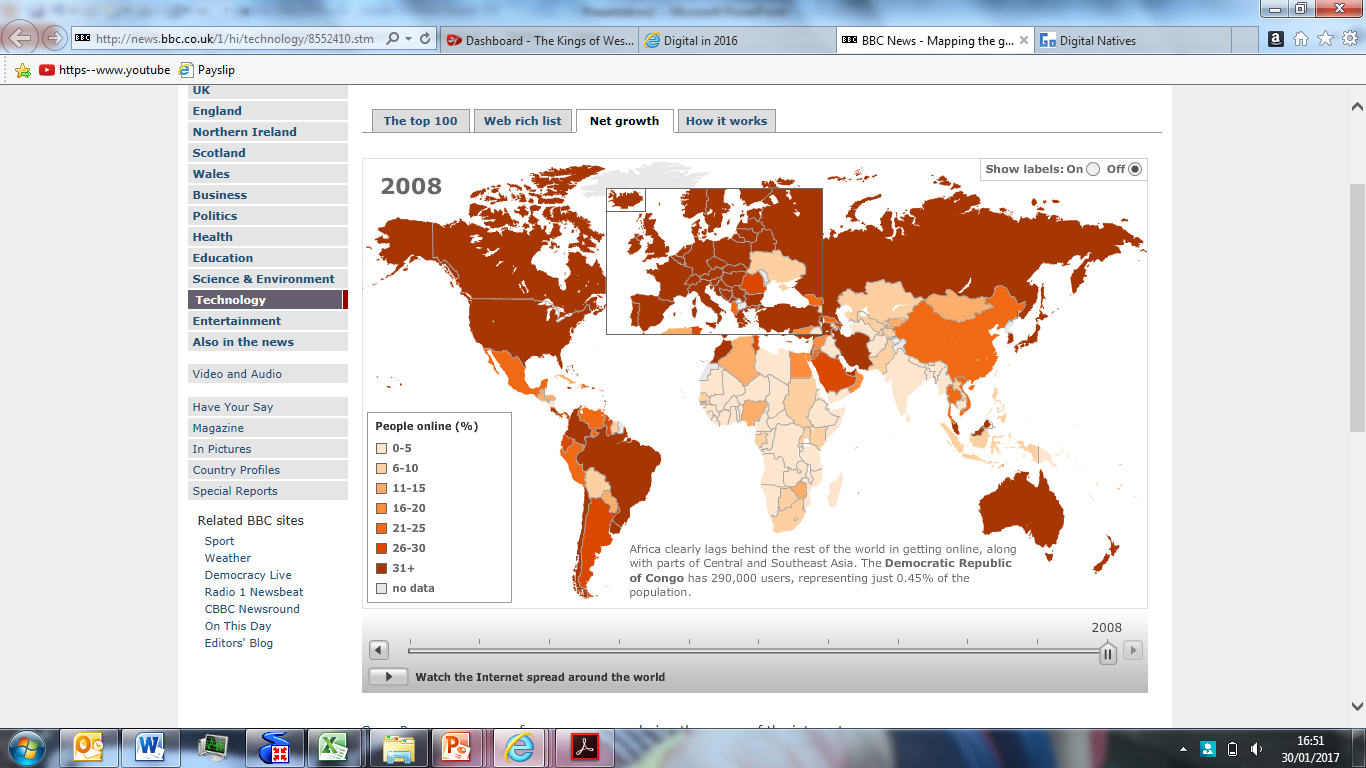 http://news.bbc.co.uk/1/hi/technology/8552410.stm
Dashboard - The Kings of Wes...
Digital in 2016
BBC News - Mapping the g...
Digital Natives
https--www.youtube
Payslip
UK
England
Northern Ireland
Scotland
Wales
Business
Politics
Health
Education
Science & Environment
Technology
Entertainment
Also in the news
Video and Audio
Have Your Say
Magazine
In Pictures
Country Profiles
Special Reports
Related BBC sites
Sport
Weather
Democracy Live
Radio 1 Newsbeat
CBBC Newsround
On This Day
Editors' Blog
The top 100
Web rich list
Net growth
How it works
Show labels: On Off
2008
People online (%)
0-5
6-10
11-15
16-20
21-25
26-30
31+
no data
Africa clearly lags behind the rest of the world in getting online, along
with parts of Central and Southeast Asia. The Democratic Republic
of Congo has 290,000 users, representing just 0.45% of the
population.
2008
Watch the Internet spread around the world
16:51
30/01/2017